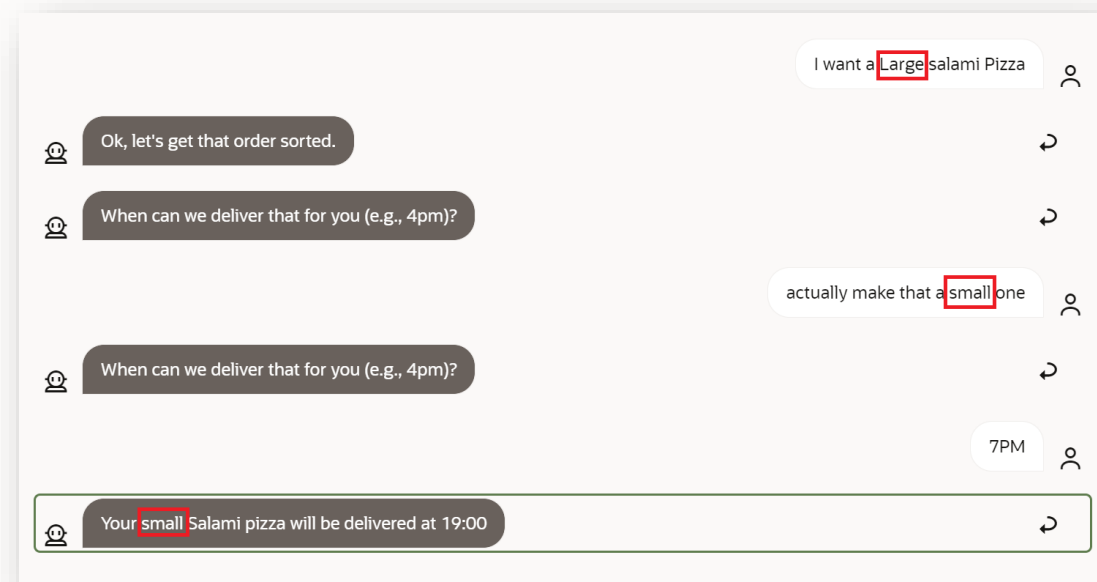 I want a Large salami Pizza
Ok, let's get that order sorted.
When can we deliver that for you (e.g., 4pm)?
actually make that a small one
When can we deliver that for you (e.g., 4pm)?
7PM
Your small Salami pizza will be delivered at 19:00